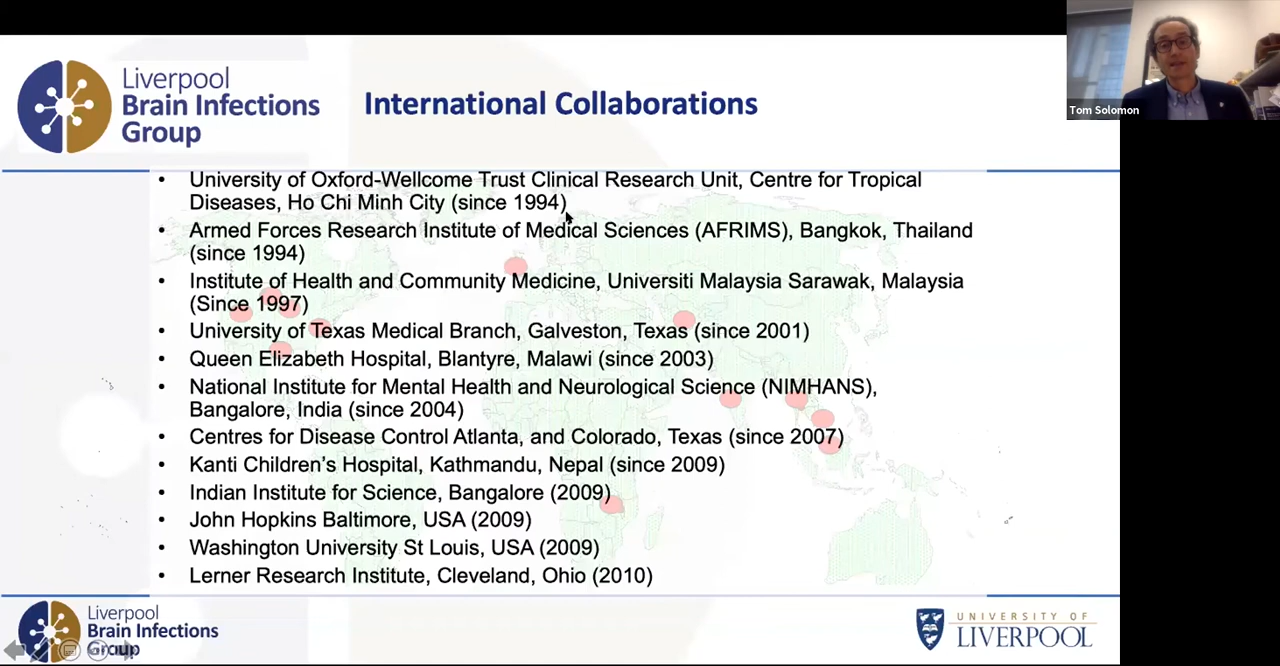 Liverpool
Brain Infections
Group
International Collaborations
Tom Solomon
• University of Oxford-Wellcome Trust Clinical Research Unit, Centre for Tropical
Diseases, Ho Chi Minh City (since 1994)
• Armed Forces Research Institute of Medical Sciences (AFRIMS), Bangkok, Thailand
(since 1994)
• Institute of Health and Community Medicine, Universiti Malaysia Sarawak, Malaysia
(Since 1997)
• University of Texas Medical Branch, Galveston, Texas (since 2001)
• Queen Elizabeth Hospital, Blantyre, Malawi (since 2003)
• National Institute for Mental Health and Neurological Science (NIMHANS),
Bangalore, India (since 2004)
• Centres for Disease Control Atlanta, and Colorado, Texas (since 2007)
• Kanti Children’s Hospital, Kathmandu, Nepal (since 2009)
• Indian Institute for Science, Bangalore (2009)
• John Hopkins Baltimore, USA (2009)
• Washington University St Louis, USA (2009)
• Lerner Research Institute, Cleveland, Ohio (2010)
Liverpool
Brain Infections
Group
UNIVERSITY OF
LIVERPOOL